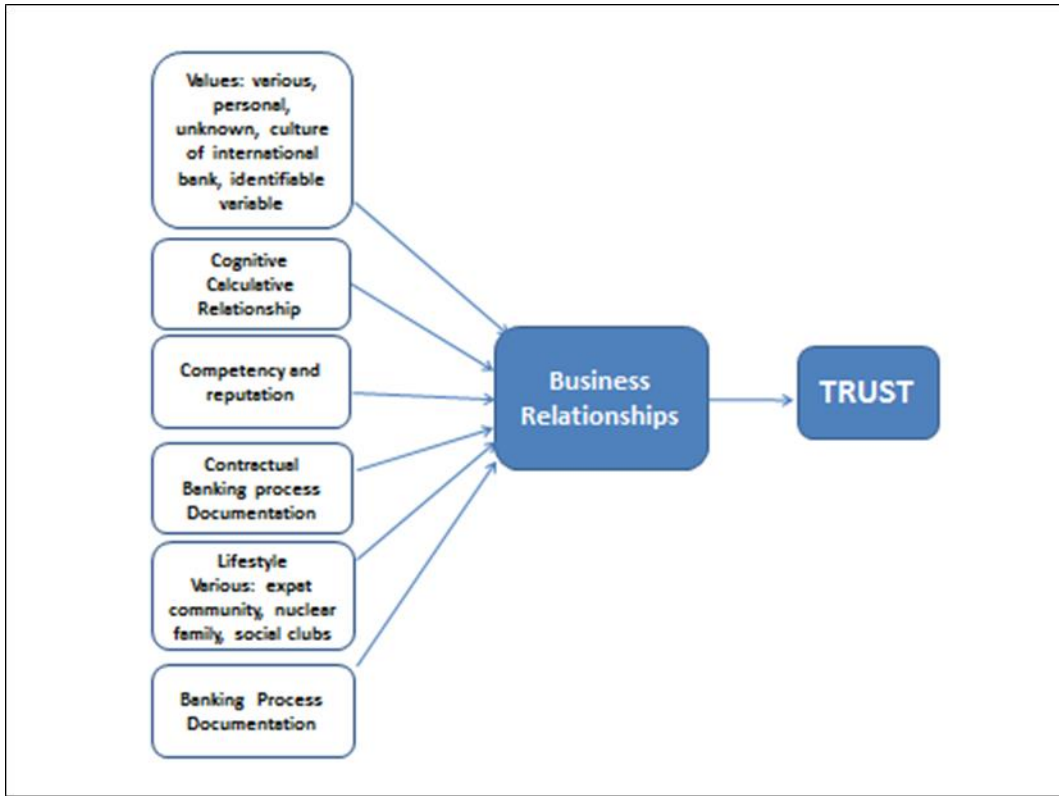 Values: various,
personal,
unknown, culture
of international
bank, identifiable
variable
Cognitive
Calculative
Relationship
Competency and
reputation
Contractual
Banking process
Documentation
Lifestyle
Various: expat
community, nuclear
family, social clubs
Banking Process
Documentation
Business
Relationships
TRUST